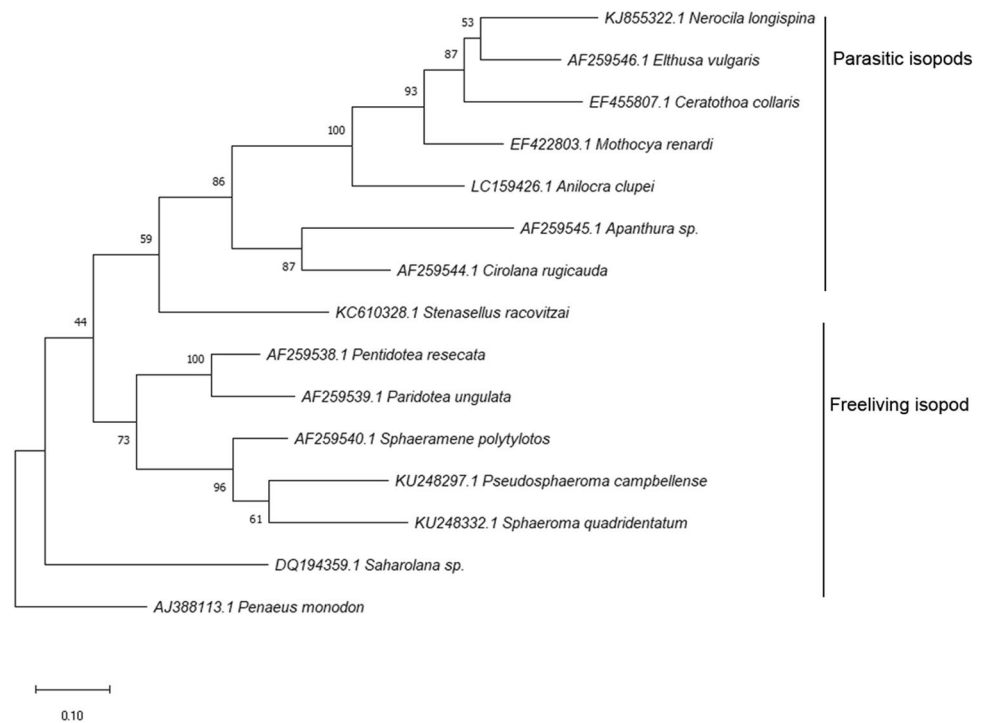 53
KJ855322.1 Nerocila longispina
87
AF259546.1 Elthusa vulgaris
Parasitic isopods
93
EF455807.1 Ceratothoa collaris
100
EF422803.1 Mothocya renardi
86
LC159426.1 Anilocra clupei
59
AF259545.1 Apanthura sp.
87
AF259544.1 Cirolana rugicauda
44
KC610328.1 Stenasellus racovitzai
100
AF259538.1 Pentidotea resecata
AF259539.1 Paridotea ungulata
Freeliving isopod
73
AF259540.1 Sphaeramene polytylotos
96
KU248297.1 Pseudosphaeroma campbellense
61
KU248332.1 Sphaeroma quadridentatum
DQ194359.1 Saharolana sp.
AJ388113.1 Penaeus monodon
0.10